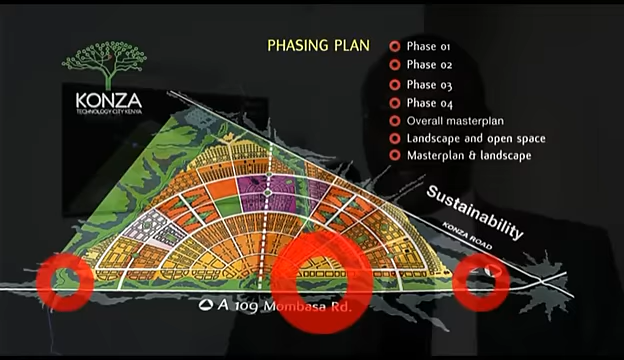 PHASING PLAN
Phase 01
Phase 02
Phase 03
Phase 04
Overall masterplan
Landscape and open space
Masterplan & landscape
KONZA
TECHNOLOGY CITY KENYA
Sustainability
KONZA ROAD
A 109 Mombasa Rd.